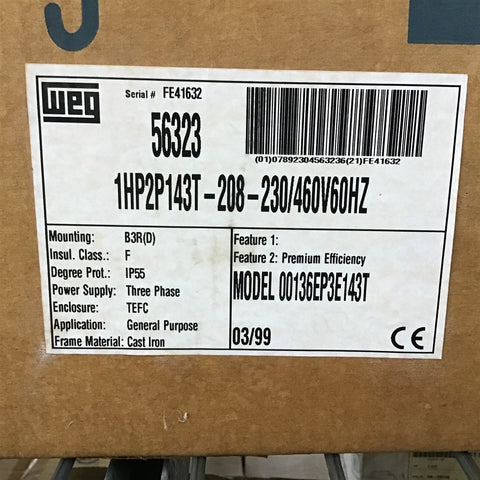 weg
Serial # FE41632
56323
(01)07892304563236(21)FE41632
1HP2P143T-208-230/460V60HZ
Mounting: B3R(D)
Insul. Class.: F
Degree Prot.: IP55
Power Supply: Three Phase
Enclosure: TEFC
Application: General Purpose
Frame Material: Cast Iron
Feature 1:
Feature 2: Premium Efficiency
MODEL 00136EP3E143T
03/99
CE